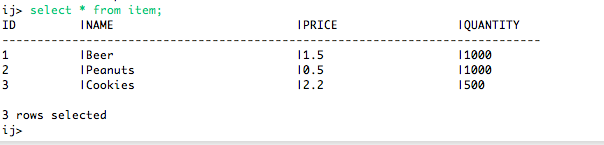 ij> select * from item;
ID |NAME |PRICE |QUANTITY
--------------------------------------------------------------------------------
1 |Beer |1.5 |1000
2 |Peanuts |0.5 |1000
3 |Cookies |2.2 |500
3 rows selected
ij>